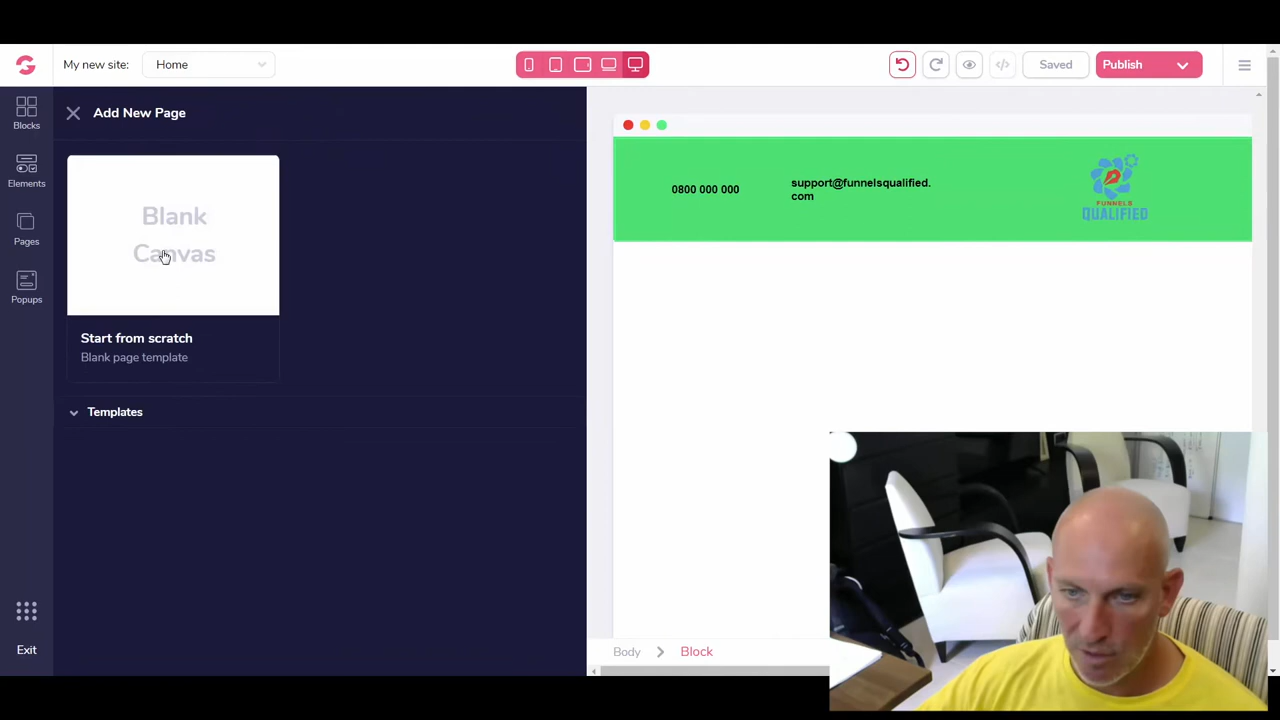 My new site:
Home
Saved
Publish
Blocks
Elements
Pages
Popups
Exit
Add New Page
Blank
Canvas
Start from scratch
Blank page template
Templates
0800 000 000
support@funnelsqualified.
com
FUNNELS
QUALIFIED
Body
Block